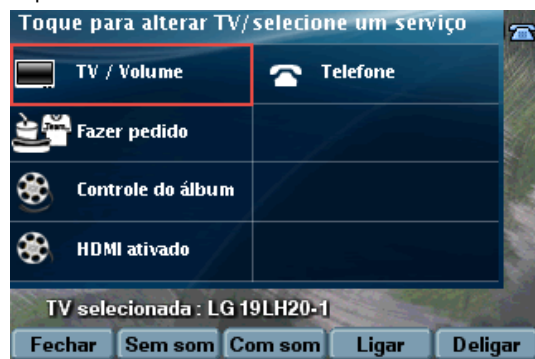 Toque para alterar TV/selecione um serviço
TV / Volume
Telefone
Fazer pedido
Controle do álbum
HDMI ativado
TV selecionada : LG 19LH20-1
Fechar
Sem som
Com som
Ligar
Deligar